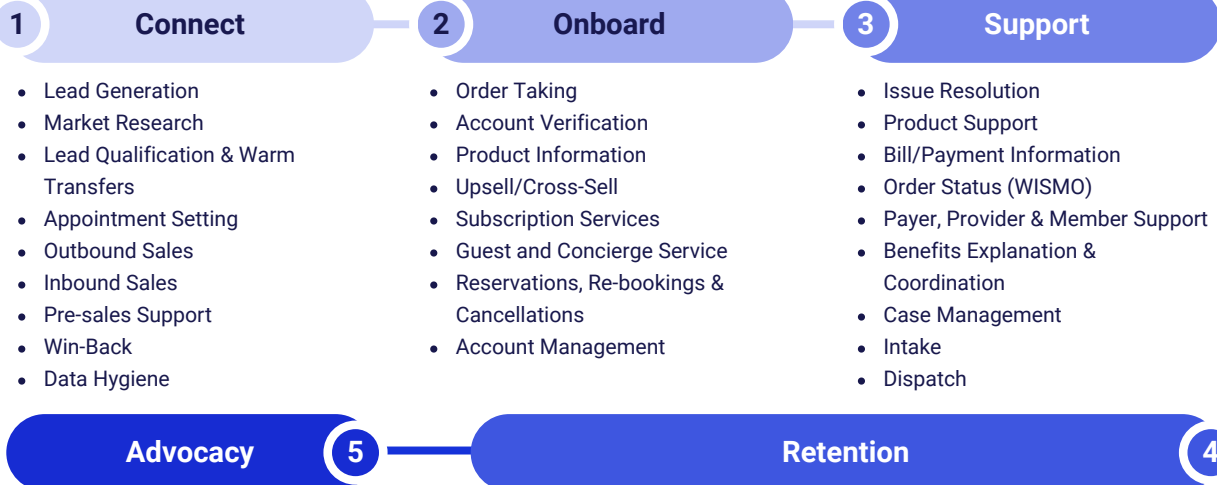 1 Connect
• Lead Generation
• Market Research
• Lead Qualification & Warm
Transfers
• Appointment Setting
• Outbound Sales
• Inbound Sales
• Pre-sales Support
• Win-Back
• Data Hygiene
2 Onboard
• Order Taking
• Account Verification
• Product Information
• Upsell/Cross-Sell
• Subscription Services
• Guest and Concierge Service
• Reservations, Re-bookings &
Cancellations
• Account Management
3 Support
• Issue Resolution
• Product Support
• Bill/Payment Information
• Order Status (WISMO)
• Payer, Provider & Member Support
• Benefits Explanation &
Coordination
• Case Management
• Intake
• Dispatch
Advocacy 5
Retention 4